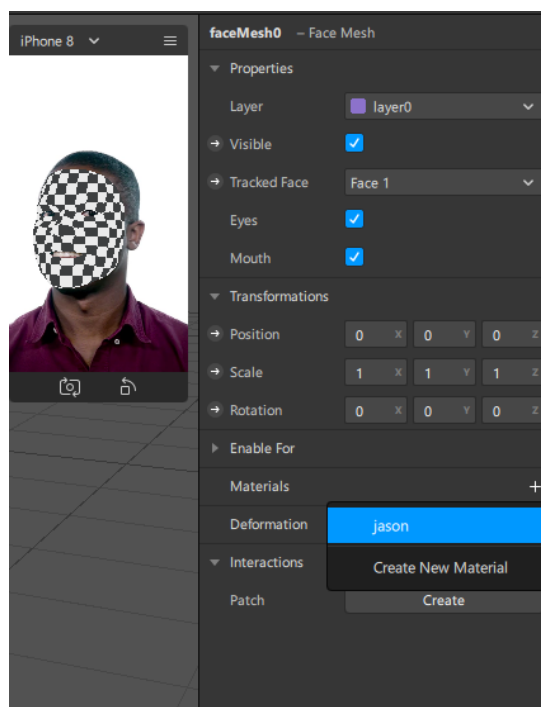 iPhone 8
faceMesh0 – Face Mesh
Properties
Layer layer0
Visible
Tracked Face Face 1
Eyes
Mouth
Transformations
Position 0 X 0 Y 0 Z
Scale 1 X 1 Y 1 Z
Rotation 0 X 0 Y 0 Z
Enable For
Materials +
Deformation jason
Interactions Create New Material
Patch Create